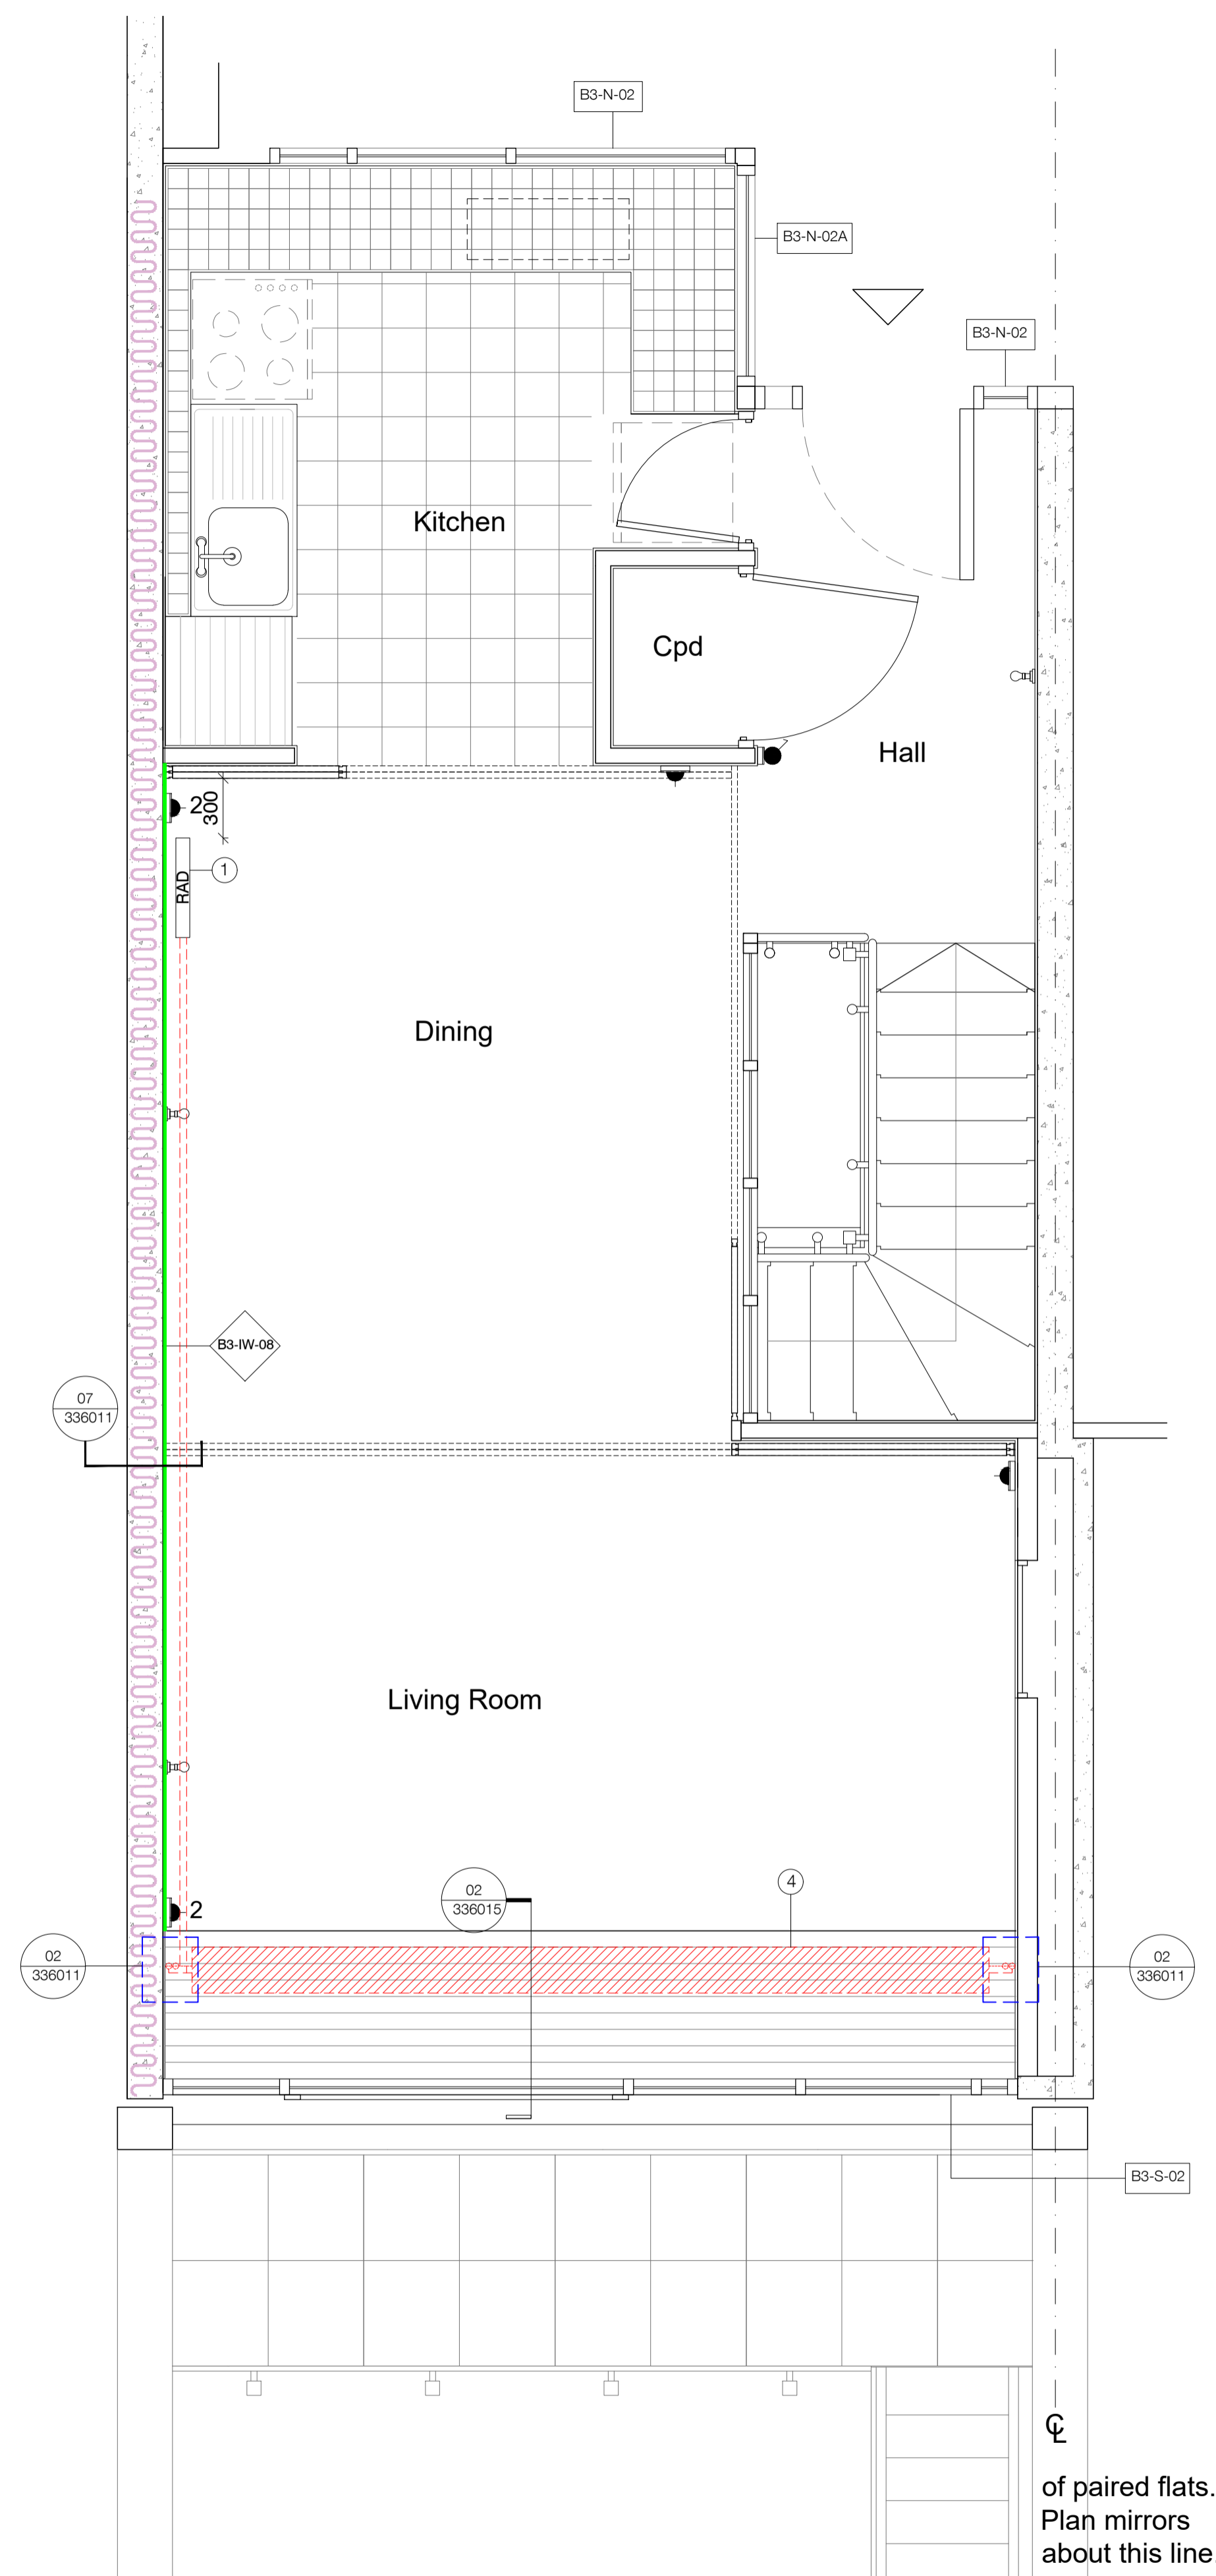 B3-N-02
B3-N-02A
B3-N-02
Kitchen
Cpd
Hall
2
300
RAD
1
Dining
B3-IW-08
07
336011
Living Room
4
02
336015
2
02
336011
02
336011
B3-S-02
℄
of paired flats.
Plan mirrors
about this line